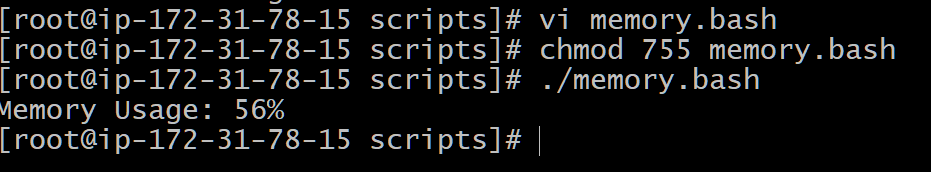 [root@ip-172-31-78-15 scripts]# vi memory.bash
[root@ip-172-31-78-15 scripts]# chmod 755 memory.bash
[root@ip-172-31-78-15 scripts]# ./memory.bash
Memory Usage: 56%
[root@ip-172-31-78-15 scripts]#